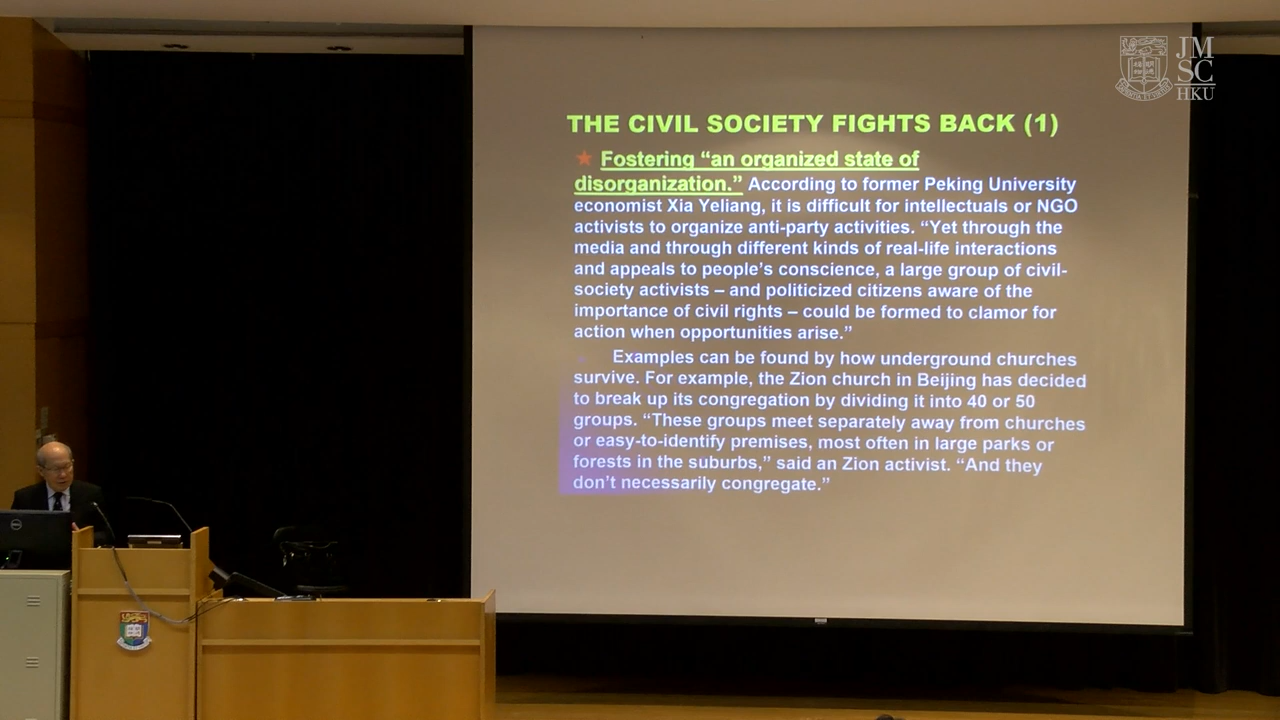 JM
SC
HKU
THE CIVIL SOCIETY FIGHTS BACK (1)
★ Fostering “an organized state of
disorganization.” According to former Peking University
economist Xia Yeliang, it is difficult for intellectuals or NGO
activists to organize anti-party activities. “Yet through the
media and through different kinds of real-life interactions
and appeals to people’s conscience, a large group of civil-
society activists – and politicized citizens aware of the
importance of civil rights – could be formed to clamor for
action when opportunities arise.”
Examples can be found by how underground churches
survive. For example, the Zion church in Beijing has decided
to break up its congregation by dividing it into 40 or 50
groups. “These groups meet separately away from churches
or easy-to-identify premises, most often in large parks or
forests in the suburbs,” said an Zion activist. “And they
don’t necessarily congregate.”
DELL